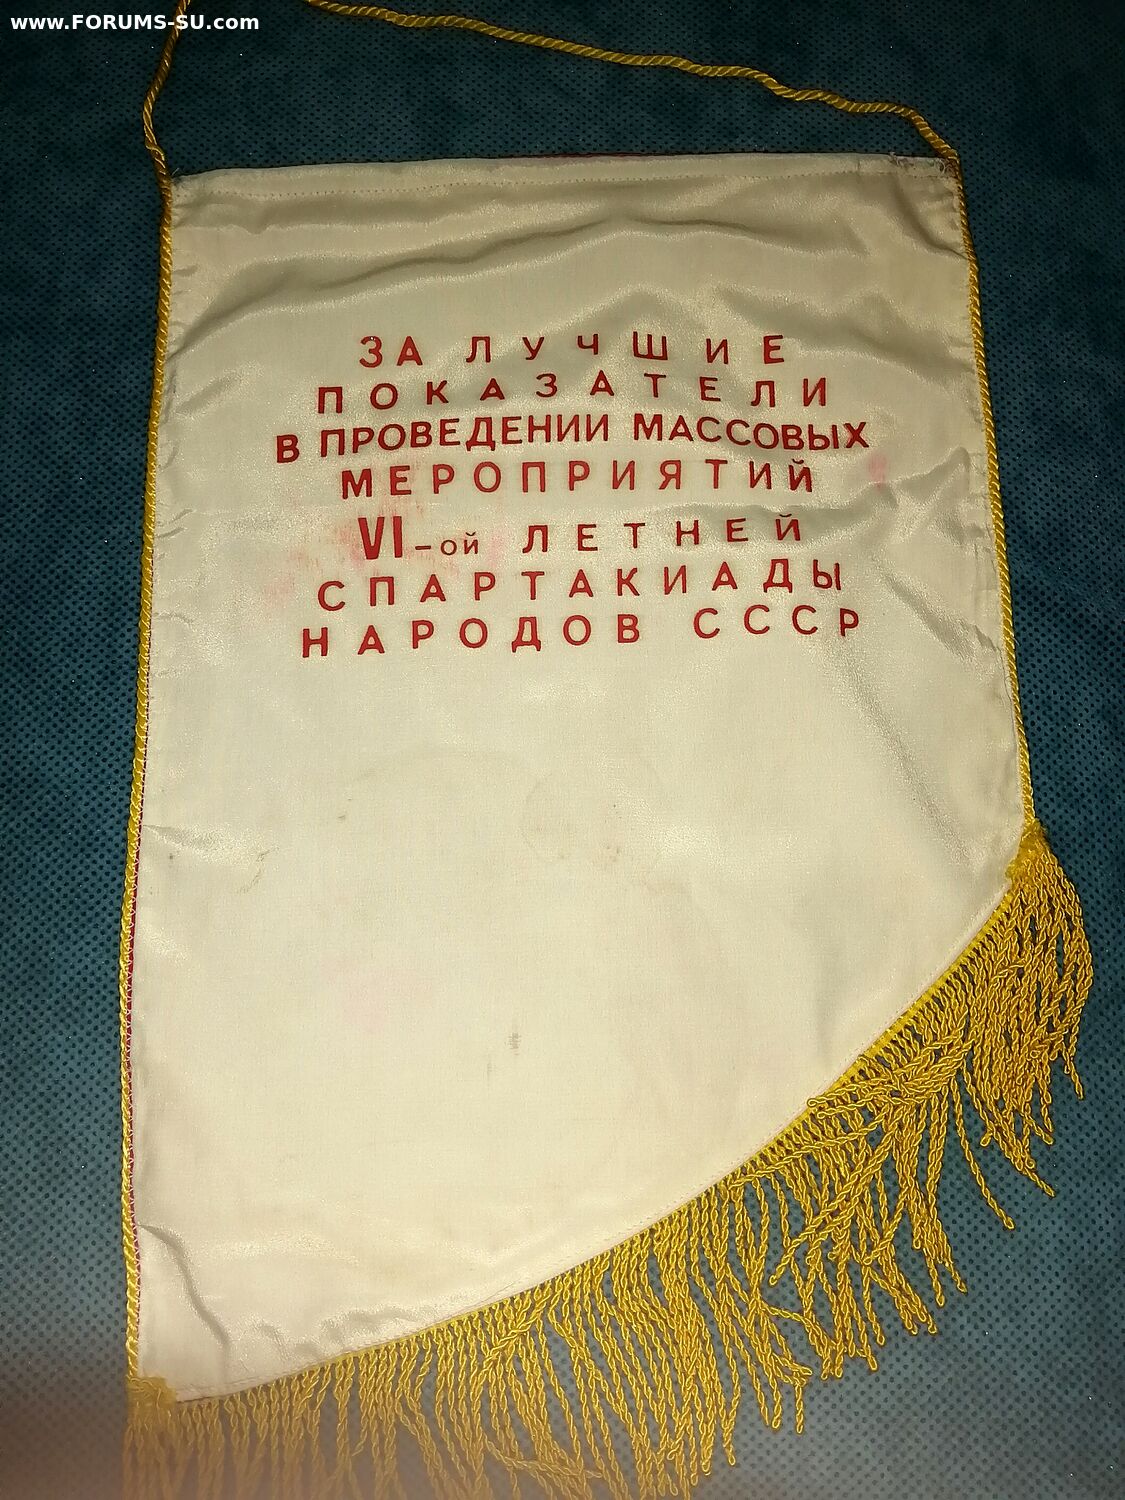 www.FORUMS-SU.com
ЗА ЛУЧШИЕ
ПОКАЗАТЕЛИ
В ПРОВЕДЕНИИ МАССОВЫХ
МЕРОПРИЯТИЙ
VI-ой ЛЕТНЕЙ
СПАРТАКИАДЫ
НАРОДОВ СССР